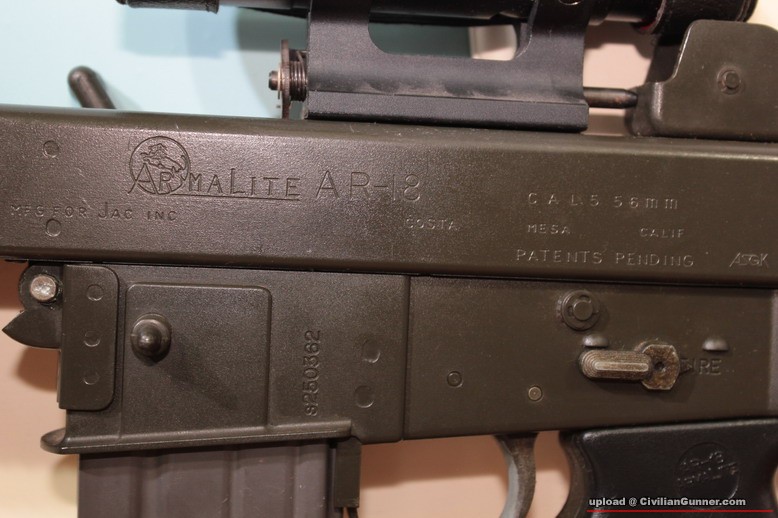 ARMALITE AR-18
MFG FOR JAC INC
COSTA MESA CALIF
CAL 5.56mm
PATENTS PENDING
ASGK
S250362
upload @ CivilianGunner.com